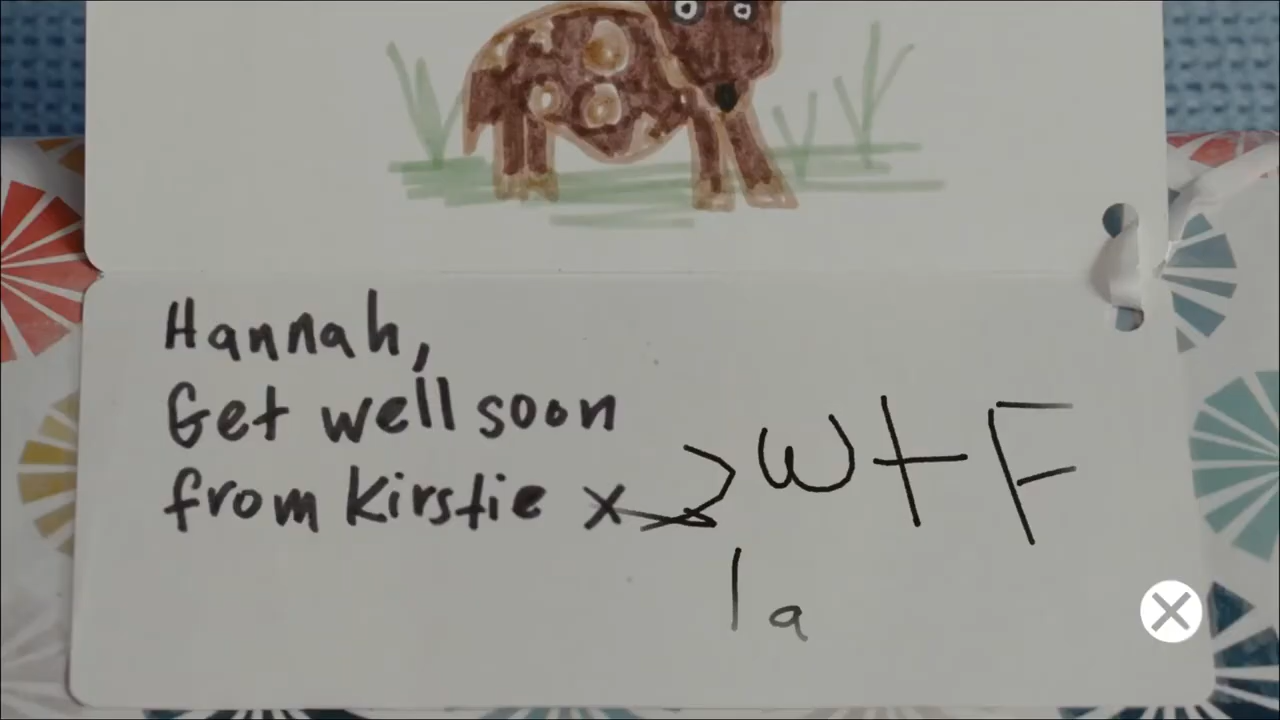 Hannah,
Get well soon
from Kirstie x
WtF
la